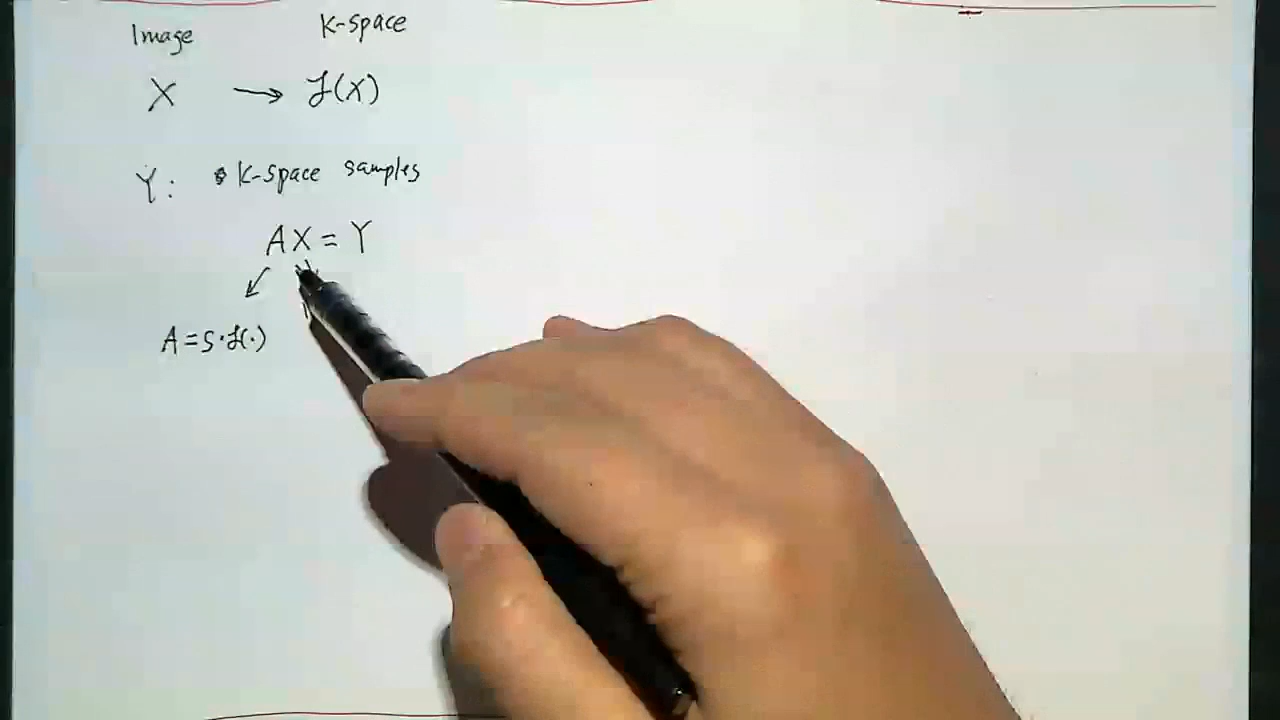 Image K-space
X → ℱ(X)
Y: K-space samples
AX = Y
A = S·ℱ(·)